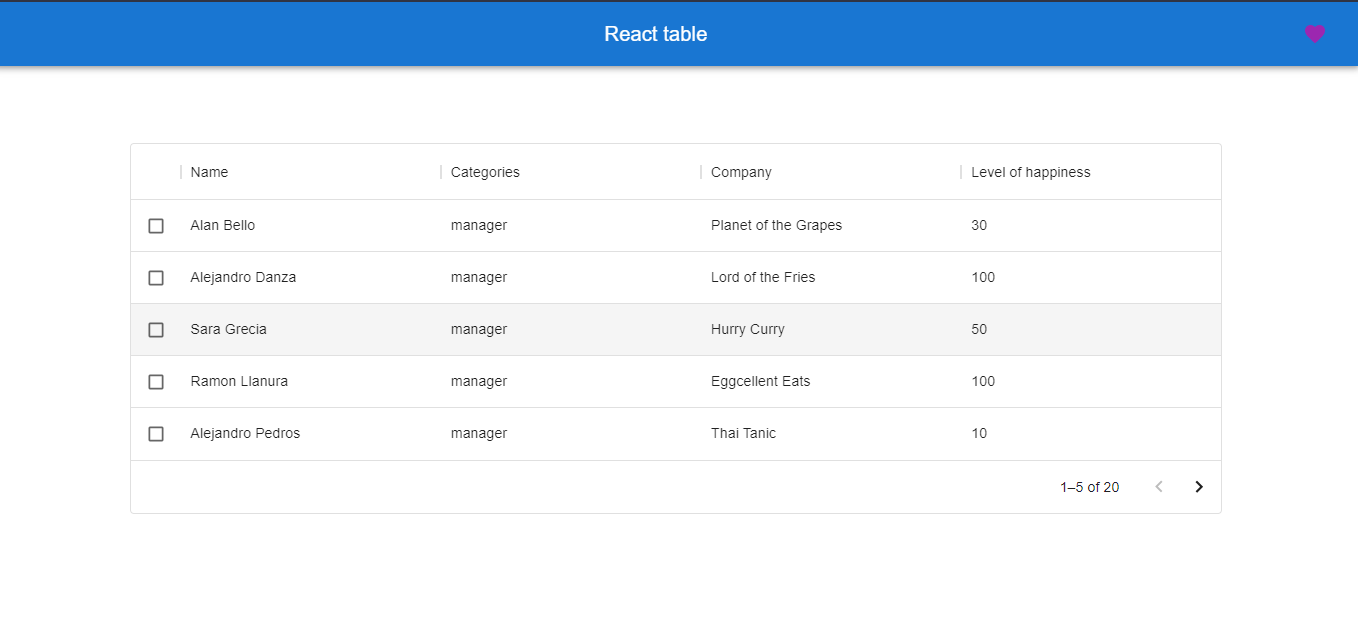 React table
Name Categories Company Level of happiness
Alan Bello manager Planet of the Grapes 30
Alejandro Danza manager Lord of the Fries 100
Sara Grecia manager Hurry Curry 50
Ramon Llanura manager Eggcellent Eats 100
Alejandro Pedros manager Thai Tanic 10
1–5 of 20